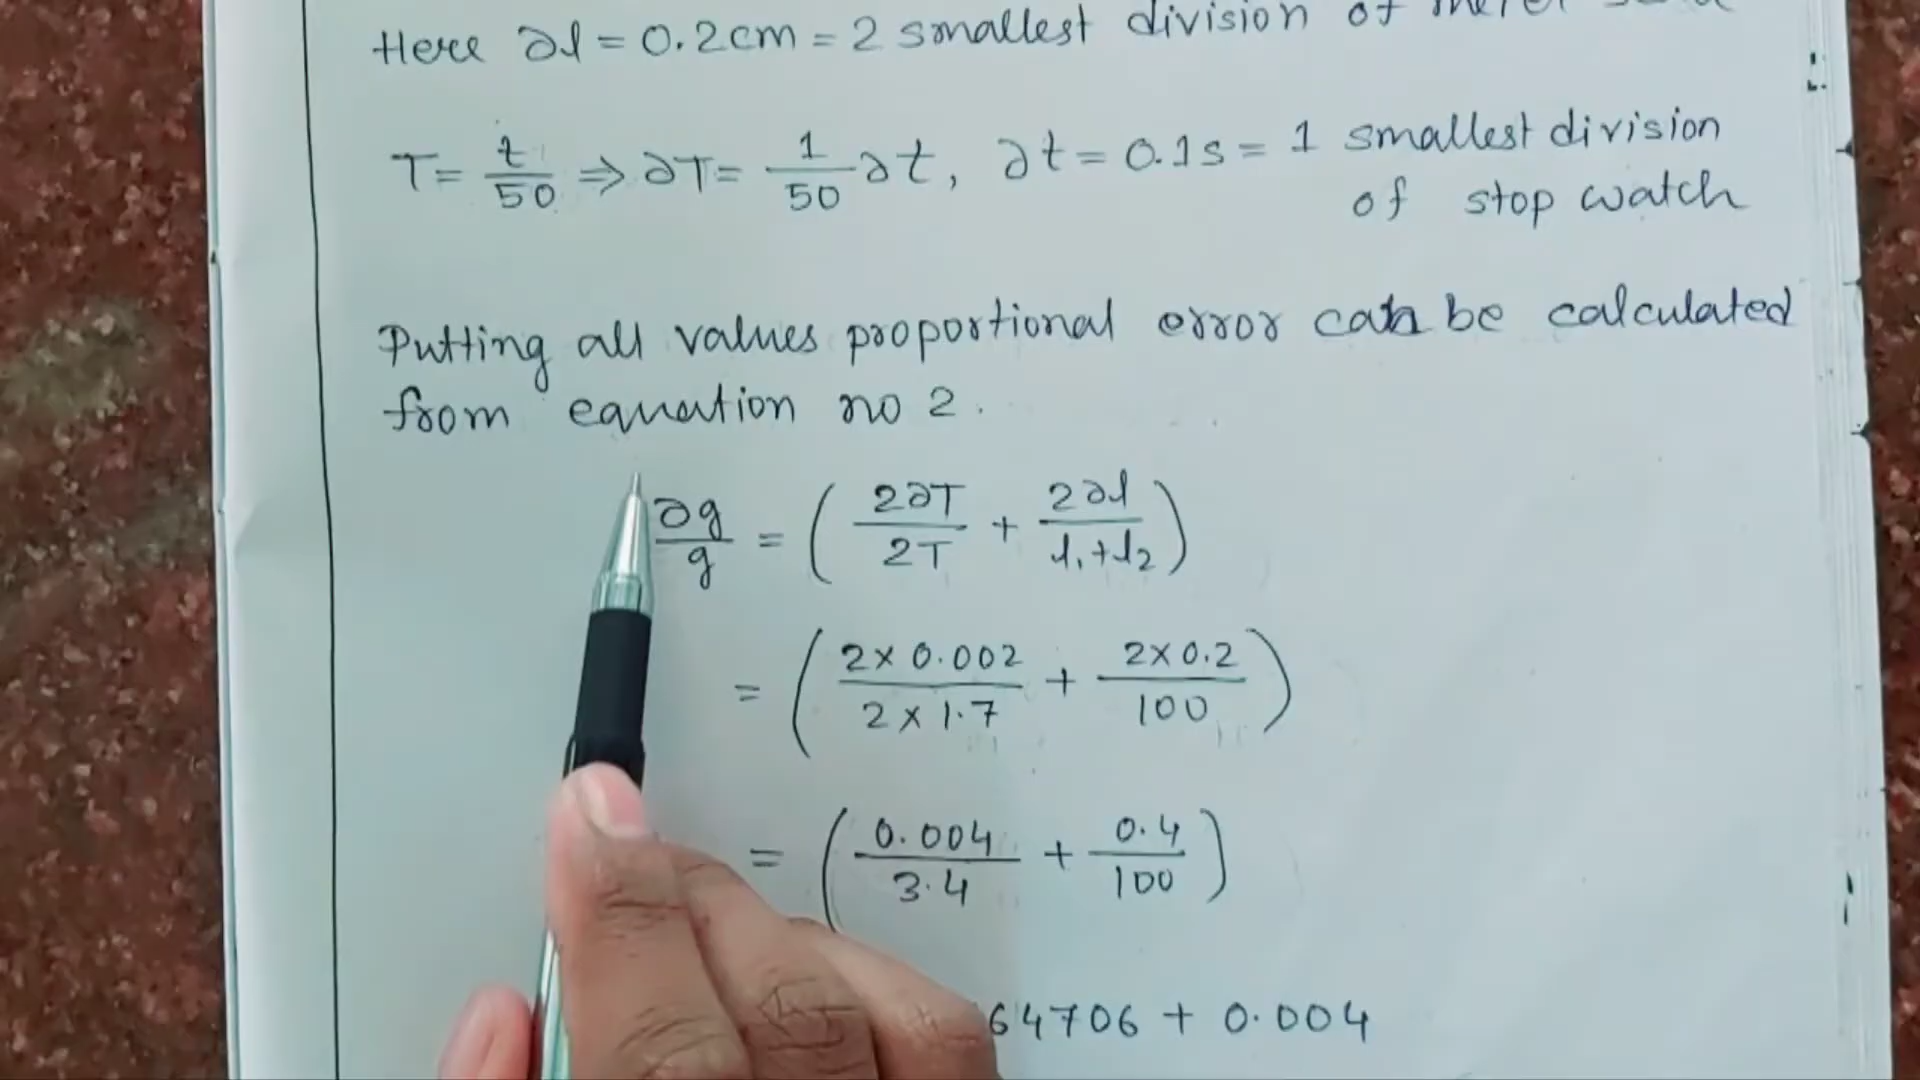 Here ∂l = 0.2cm = 2 smallest division of
T = t/50 ⇒ ∂T = 1/50 ∂t, ∂t = 0.1s = 1 smallest division
of stop watch
Putting all values proportional error can be calculated
from equation no 2.
∂g/g = (2∂T/2T + 2∂l/l₁+l₂)
= (2×0.002/2×1.7 + 2×0.2/100)
= (0.004/3.4 + 0.4/100)
64706 + 0.004